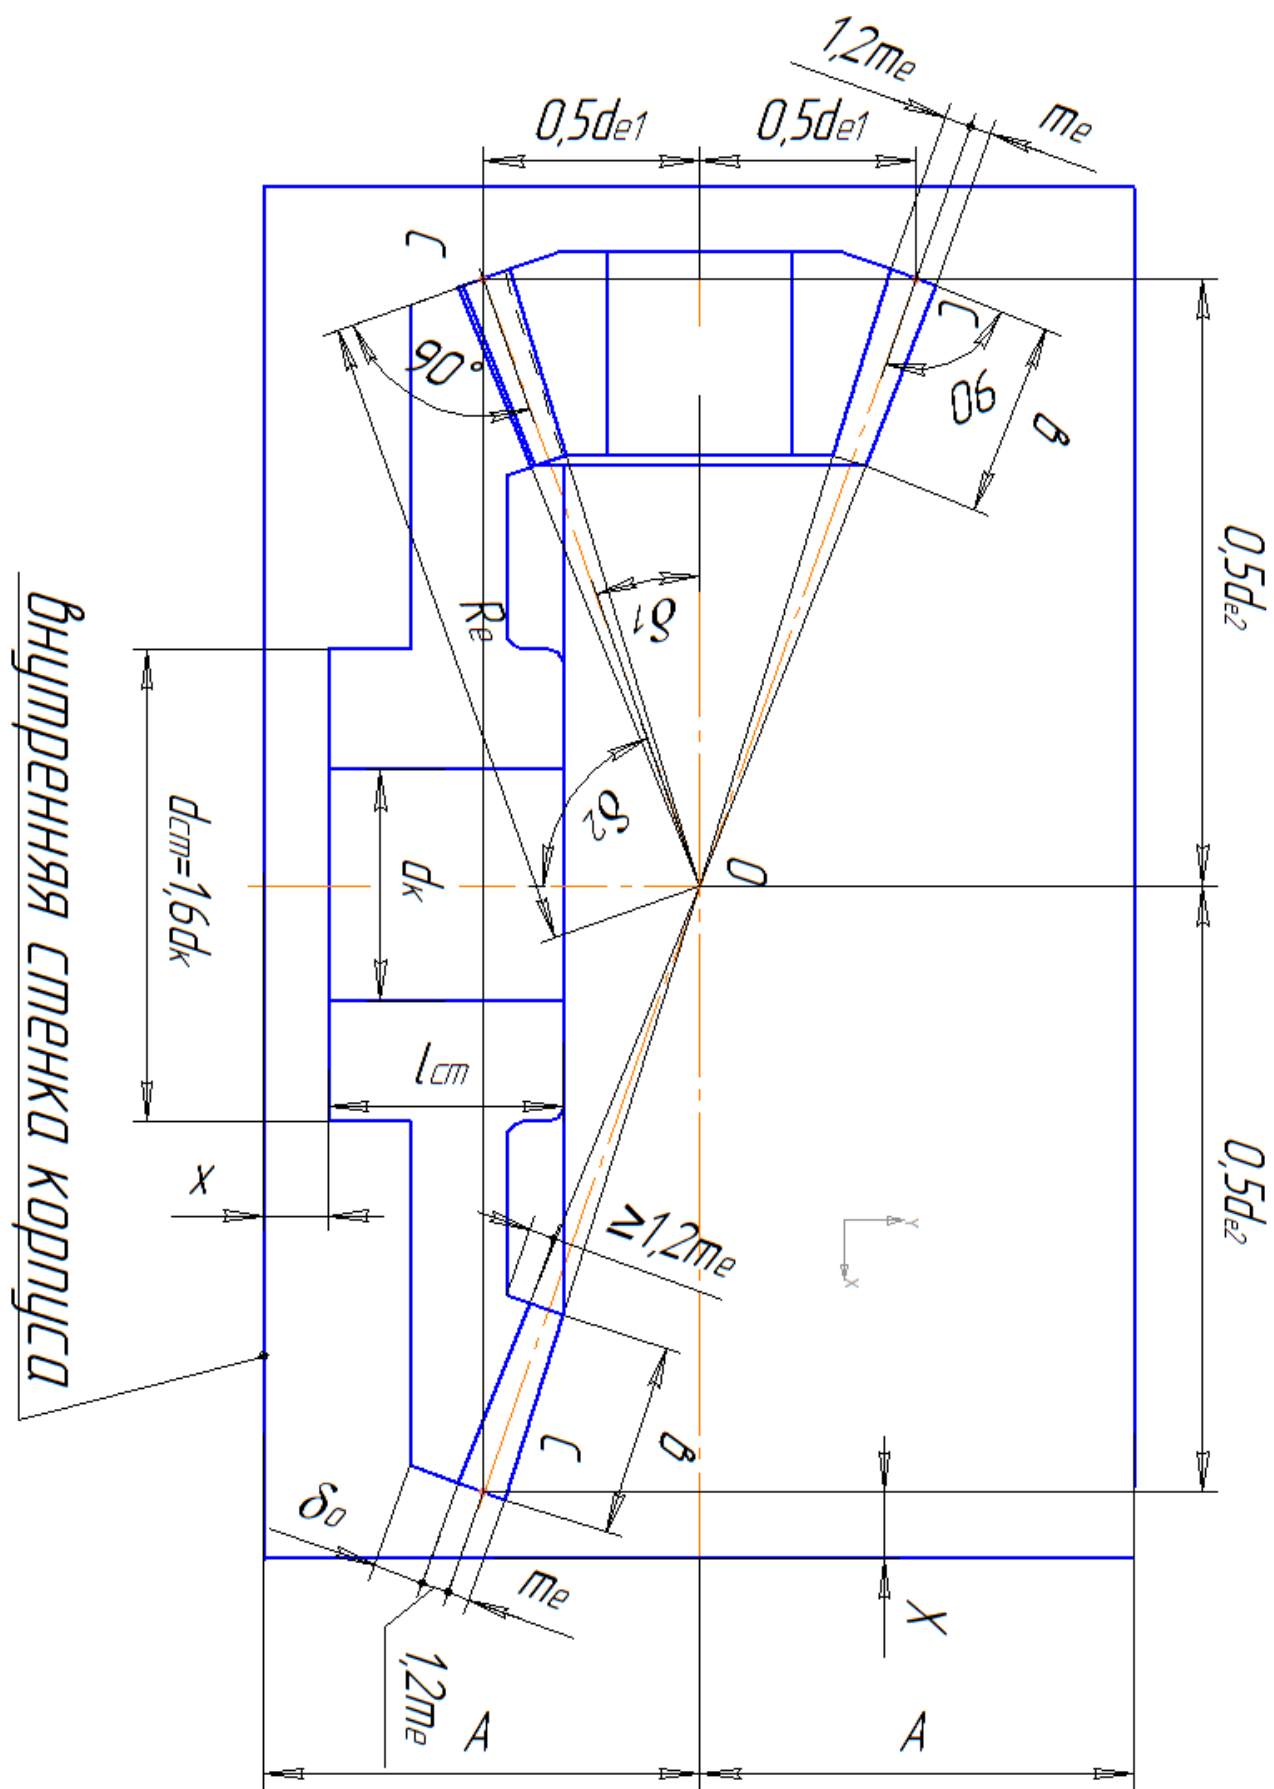 1,2mₑ
mₑ
0,5dₑ₁
0,5dₑ₁
C
C
90°
90
в
0,5dₑ₂
Rₑ
δ₁
δ₂
O
внутренняя стенка корпуса
dст=1,6dк
dк
lст
0,5dₑ₂
x
≥1,2mₑ
Y
X
C
в
δ₀
mₑ
X
1,2mₑ
A
A